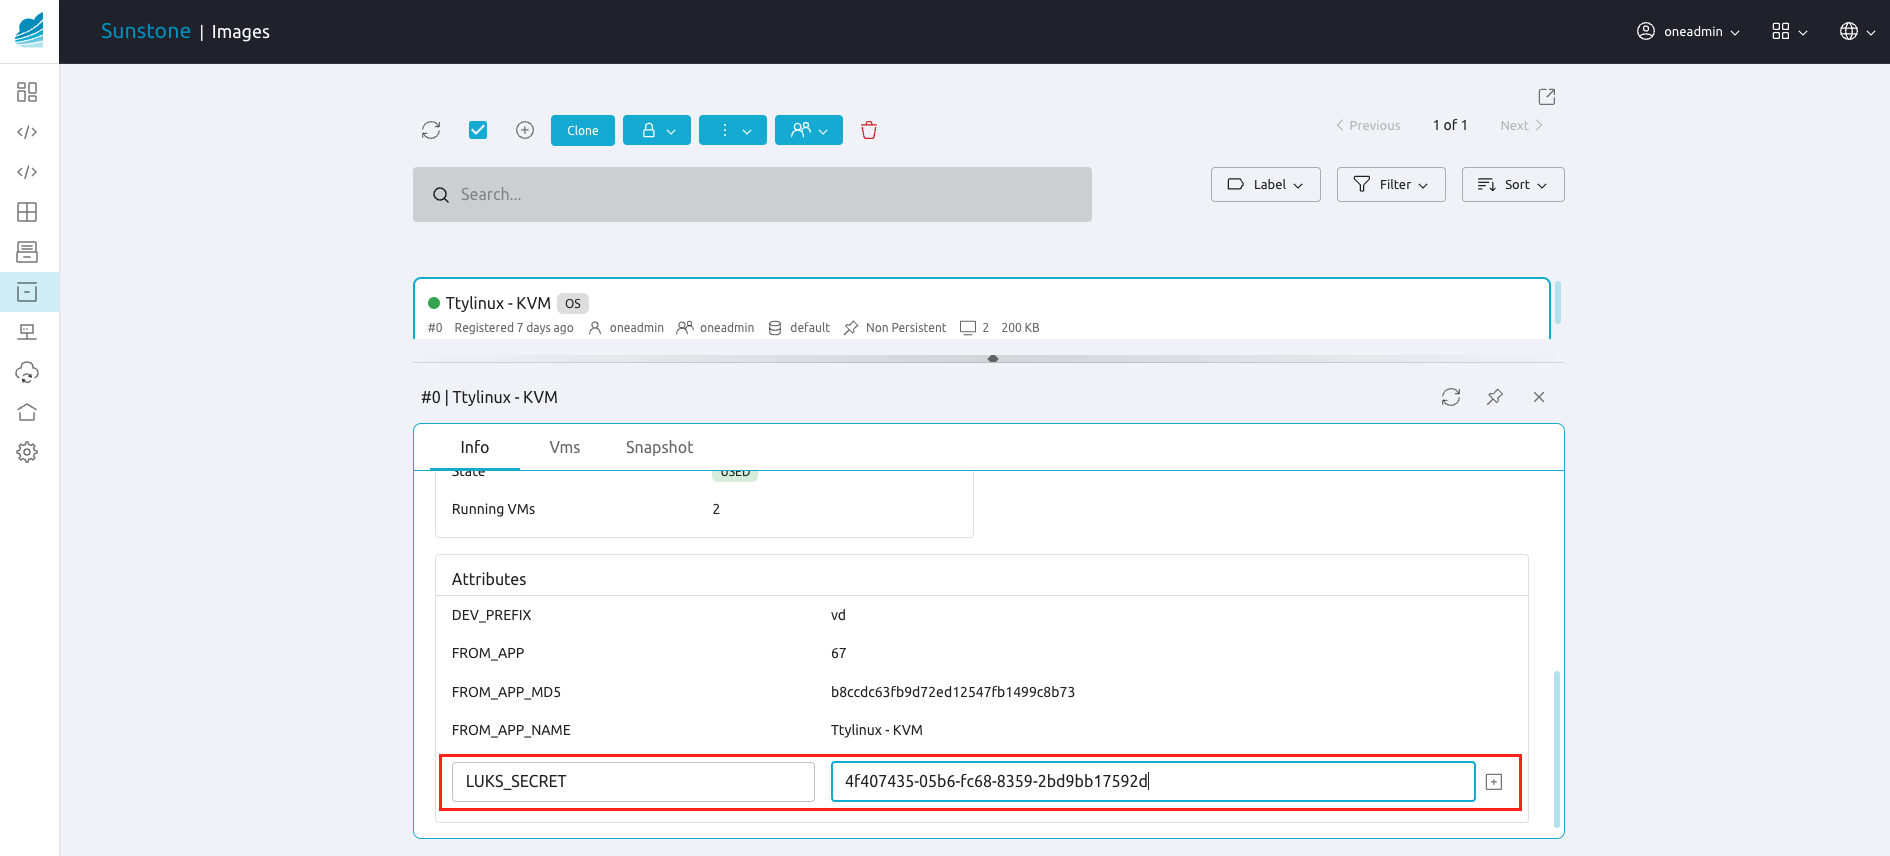 Sunstone | Images
oneadmin
Clone
Previous 1 of 1 Next
Search...
Label Filter Sort
Ttylinux - KVM OS
#0 Registered 7 days ago oneadmin oneadmin default Non Persistent 2 200 KB
#0 | Ttylinux - KVM
Info Vms Snapshot
State USED
Running VMs 2
Attributes
DEV_PREFIX vd
FROM_APP 67
FROM_APP_MD5 b8ccdc63fb9d72ed12547fb1499c8b73
FROM_APP_NAME Ttylinux - KVM
LUKS_SECRET 4f407435-05b6-fc68-8359-2bd9bb17592d